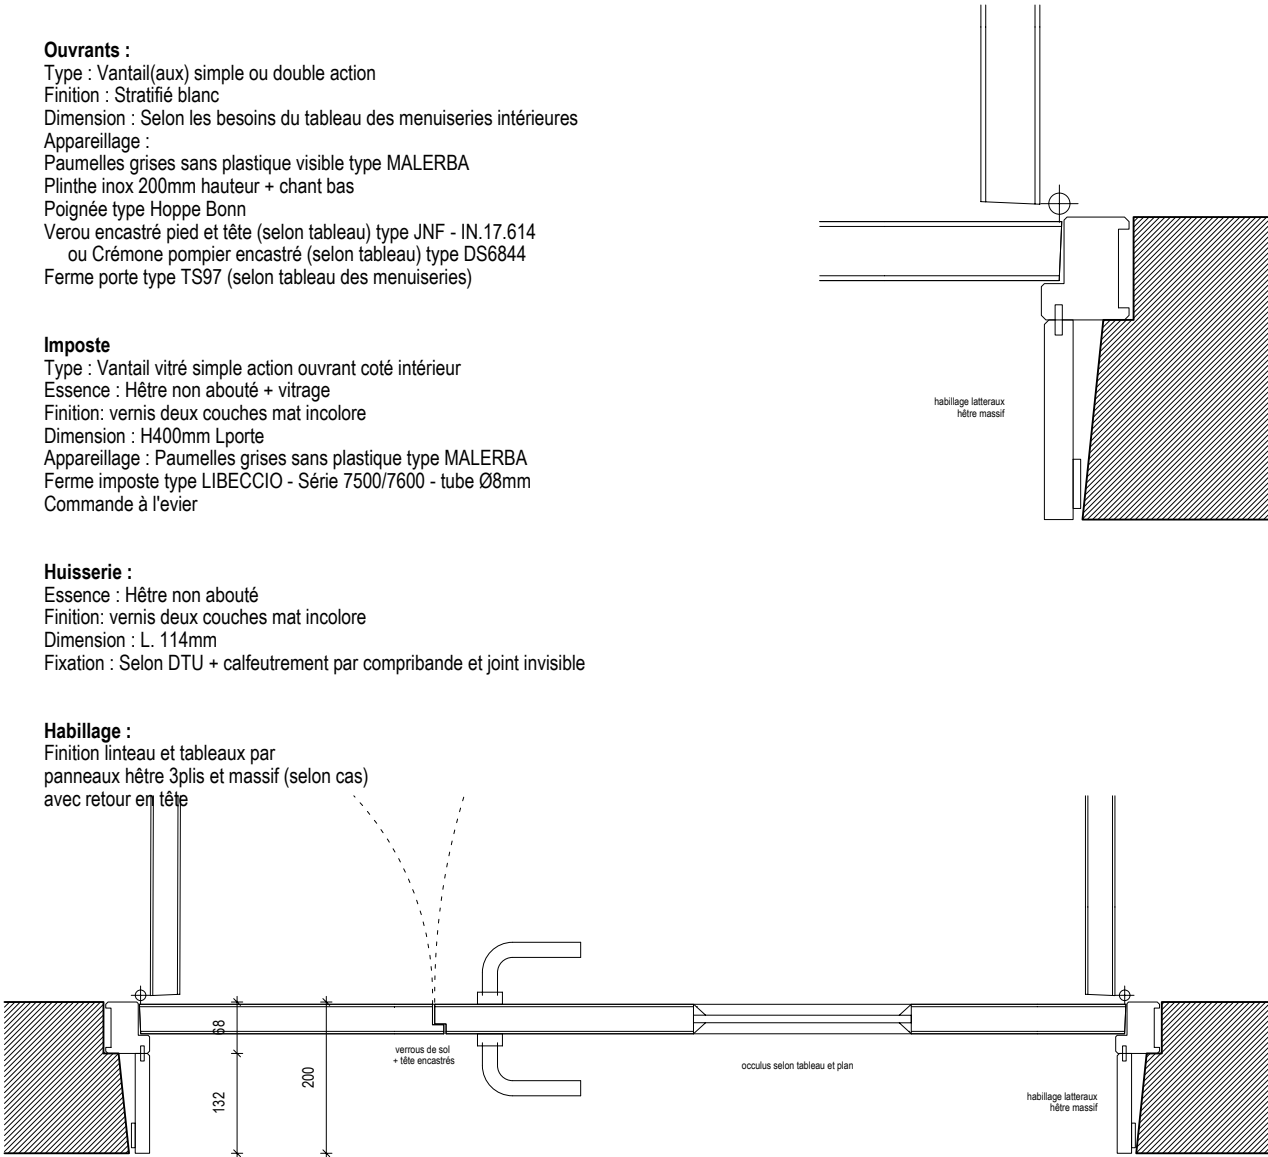 Ouvrants :
Type : Vantail(aux) simple ou double action
Finition : Stratifié blanc
Dimension : Selon les besoins du tableau des menuiseries intérieures
Appareillage :
Paumelles grises sans plastique visible type MALERBA
Plinthe inox 200mm hauteur + chant bas
Poignée type Hoppe Bonn
Verou encastré pied et tête (selon tableau) type JNF - IN.17.614
ou Crémone pompier encastré (selon tableau) type DS6844
Ferme porte type TS97 (selon tableau des menuiseries)
Imposte
Type : Vantail vitré simple action ouvrant coté intérieur
Essence : Hêtre non abouté + vitrage
Finition: vernis deux couches mat incolore
Dimension : H400mm Lporte
Appareillage : Paumelles grises sans plastique type MALERBA
Ferme imposte type LIBECCIO - Série 7500/7600 - tube Ø8mm
Commande à l'evier
habillage latteraux
hêtre massif
Huisserie :
Essence : Hêtre non abouté
Finition: vernis deux couches mat incolore
Dimension : L. 114mm
Fixation : Selon DTU + calfeutrement par compribande et joint invisible
Habillage :
Finition linteau et tableaux par
panneaux hêtre 3plis et massif (selon cas)
avec retour en tête
68
132
200
verrous de sol
+ tête encastrés
occulus selon tableau et plan
habillage latteraux
hêtre massif